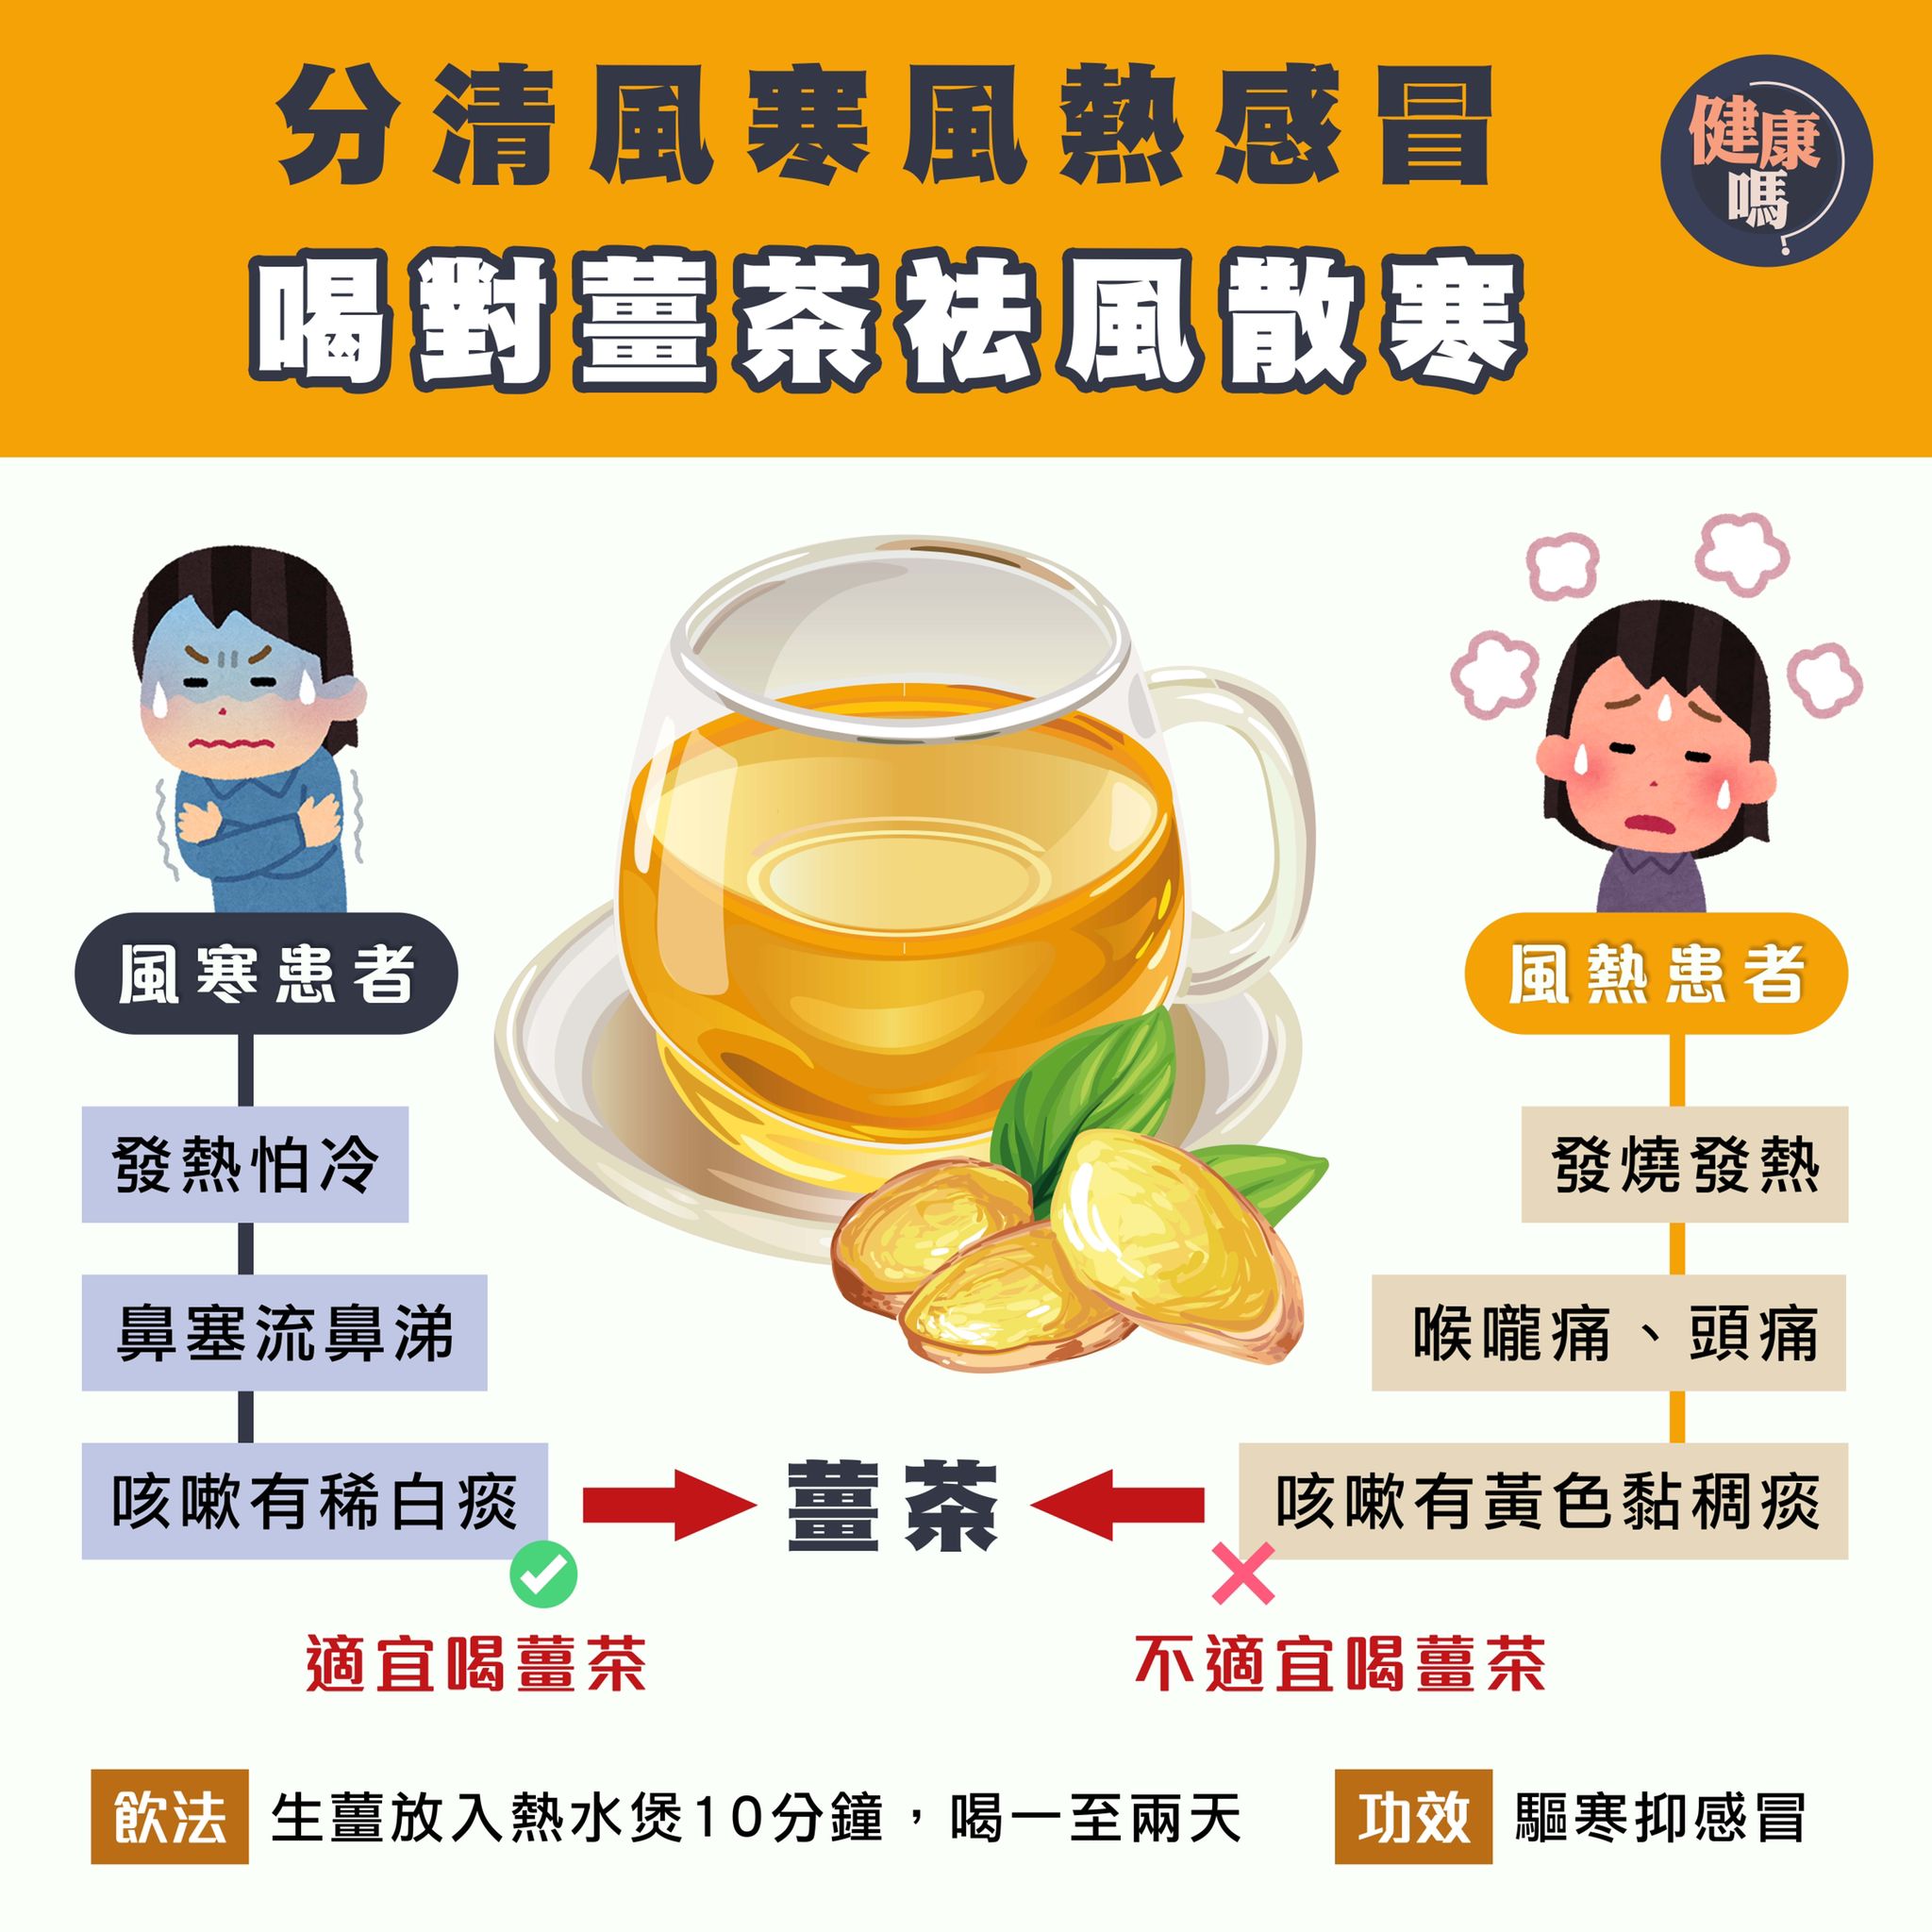 分清風寒風熱感冒
健康
嗎?
喝對薑茶祛風散寒
風寒患者
發熱怕冷
鼻塞流鼻涕
咳嗽有稀白痰
風熱患者
發燒發熱
喉嚨痛、頭痛
咳嗽有黃色黏稠痰
薑茶
適宜喝薑茶
不適宜喝薑茶
飲法 生薑放入熱水煲10分鐘,喝一至兩天
功效 驅寒抑感冒